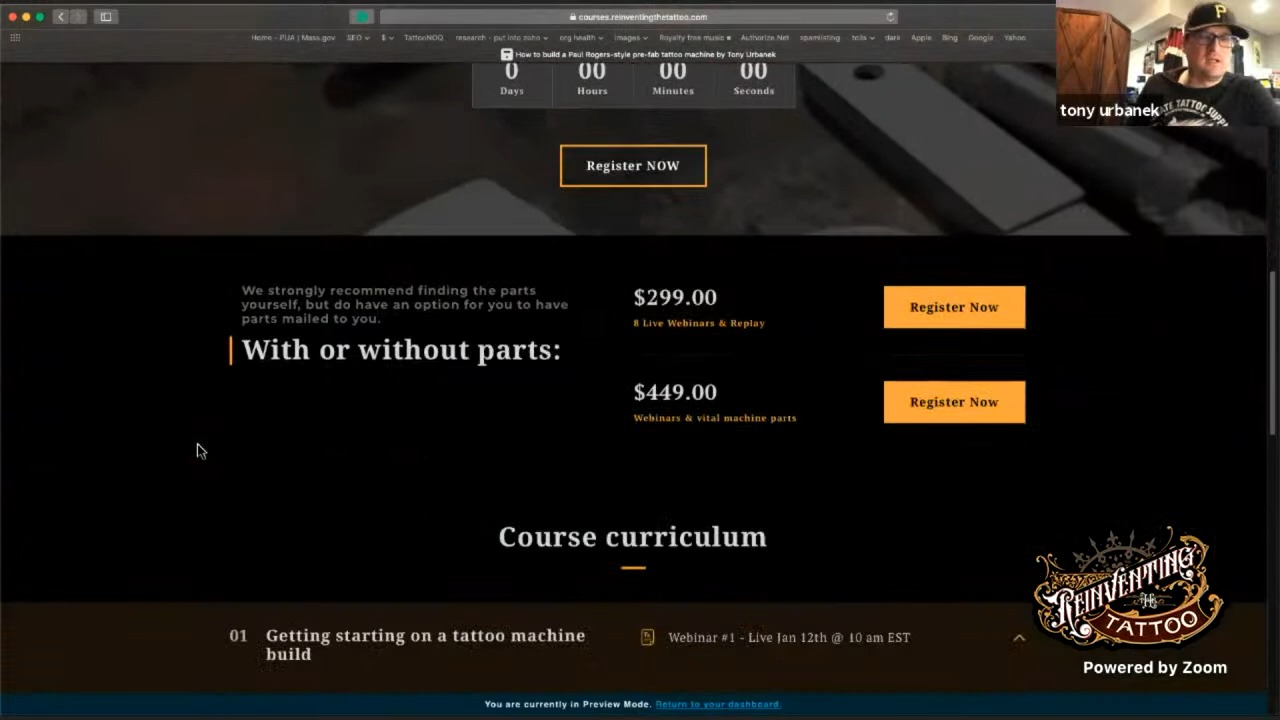 courses.reinventingthetattoo.com
Home - PUA | Mass.gov SEO $ TattooNOQ research - put into zoho org health images Royalty free music Authorize.Net spamlisting tolls dark Apple Bing Google Yahoo
How to build a Paul Rogers-style pre-fab tattoo machine by Tony Urbanek
0 00 00 00
Days Hours Minutes Seconds
tony urbanek
Register NOW
We strongly recommend finding the parts
yourself, but do have an option for you to have
parts mailed to you.
With or without parts:
$299.00
8 Live Webinars & Replay
Register Now
$449.00
Webinars & vital machine parts
Register Now
Course curriculum
01 Getting starting on a tattoo machine
build
Webinar #1 - Live Jan 12th @ 10 am EST
REINVENTING
THE
TATTOO
Powered by Zoom
You are currently in Preview Mode. Return to your dashboard.